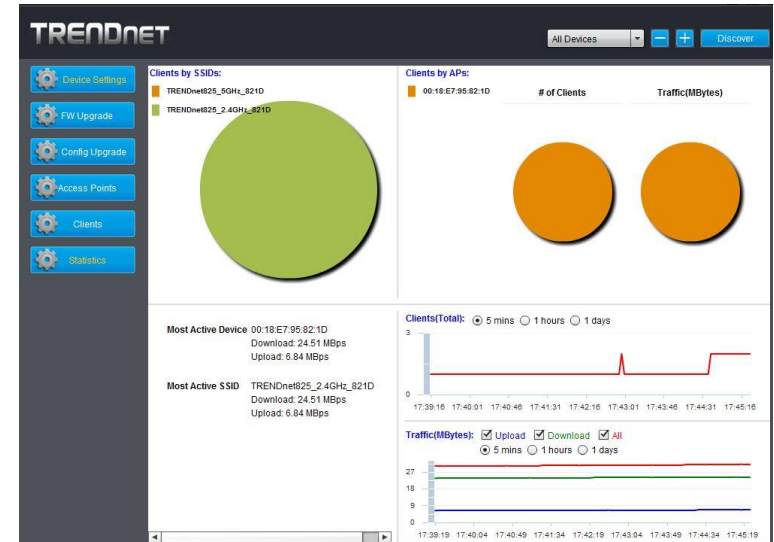 TRENDnet
All Devices
Discover
Device Settings
FW Upgrade
Config Upgrade
Access Points
Clients
Statistics
Clients by SSIDs:
TRENDnet825_5GHz_821D
TRENDnet825_2.4GHz_821D
Clients by APs:
00:18:E7:95:82:1D
# of Clients
Traffic(MBytes)
Most Active Device 00:18:E7:95:82:1D
Download: 24.51 MBps
Upload: 6.84 MBps
Most Active SSID TRENDnet825_2.4GHz_821D
Download: 24.51 MBps
Upload: 6.84 MBps
Clients(Total): 5 mins 1 hours 1 days
3
0
17:39:16 17:40:01 17:40:46 17:41:31 17:42:16 17:43:01 17:43:46 17:44:31 17:45:16
Traffic(MBytes): Upload Download All
5 mins 1 hours 1 days
27
18
9
0
17:39:19 17:40:04 17:40:49 17:41:34 17:42:19 17:43:04 17:43:49 17:44:34 17:45:19